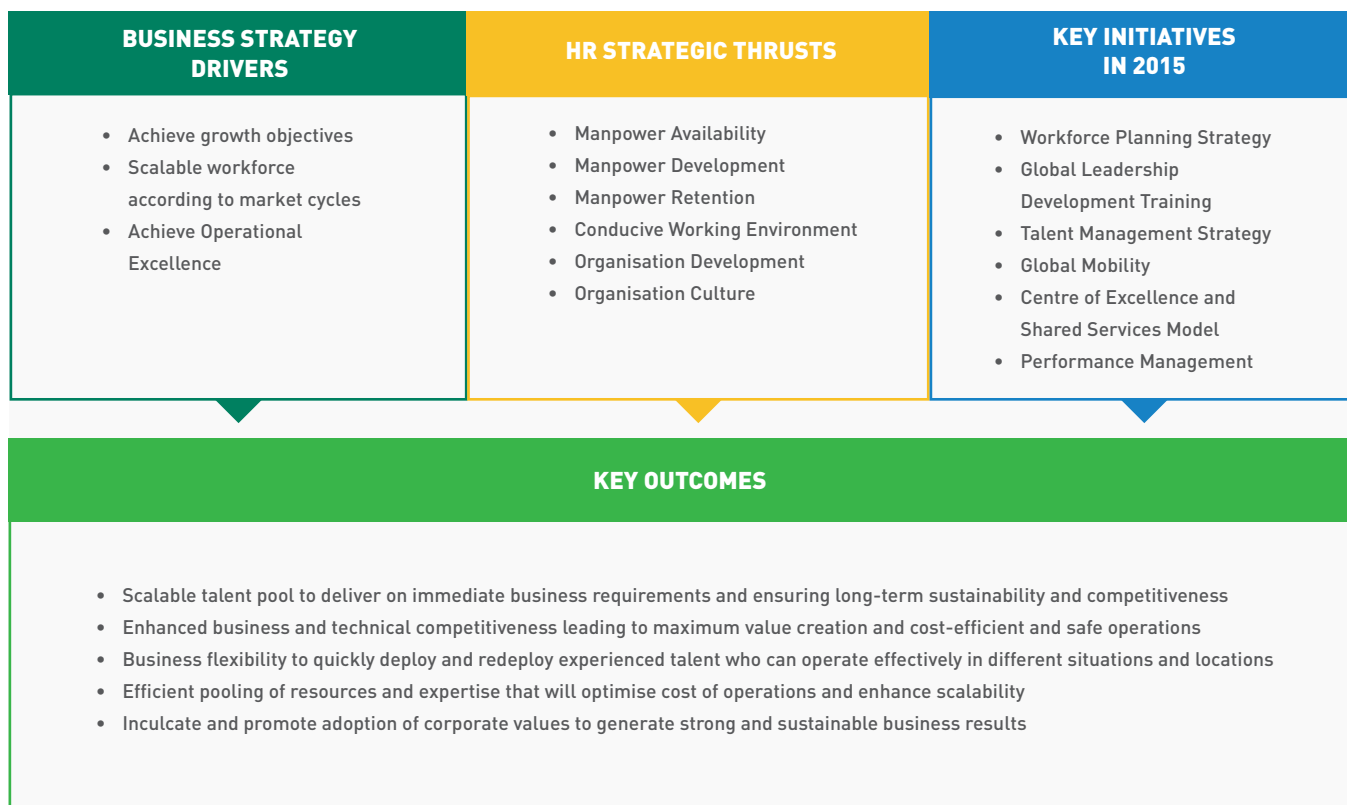 BUSINESS STRATEGY
DRIVERS
• Achieve growth objectives
• Scalable workforce
according to market cycles
• Achieve Operational
Excellence
HR STRATEGIC THRUSTS
• Manpower Availability
• Manpower Development
• Manpower Retention
• Conducive Working Environment
• Organisation Development
• Organisation Culture
KEY INITIATIVES
IN 2015
• Workforce Planning Strategy
• Global Leadership
Development Training
• Talent Management Strategy
• Global Mobility
• Centre of Excellence and
Shared Services Model
• Performance Management
KEY OUTCOMES
• Scalable talent pool to deliver on immediate business requirements and ensuring long-term sustainability and competitiveness
• Enhanced business and technical competitiveness leading to maximum value creation and cost-efficient and safe operations
• Business flexibility to quickly deploy and redeploy experienced talent who can operate effectively in different situations and locations
• Efficient pooling of resources and expertise that will optimise cost of operations and enhance scalability
• Inculcate and promote adoption of corporate values to generate strong and sustainable business results